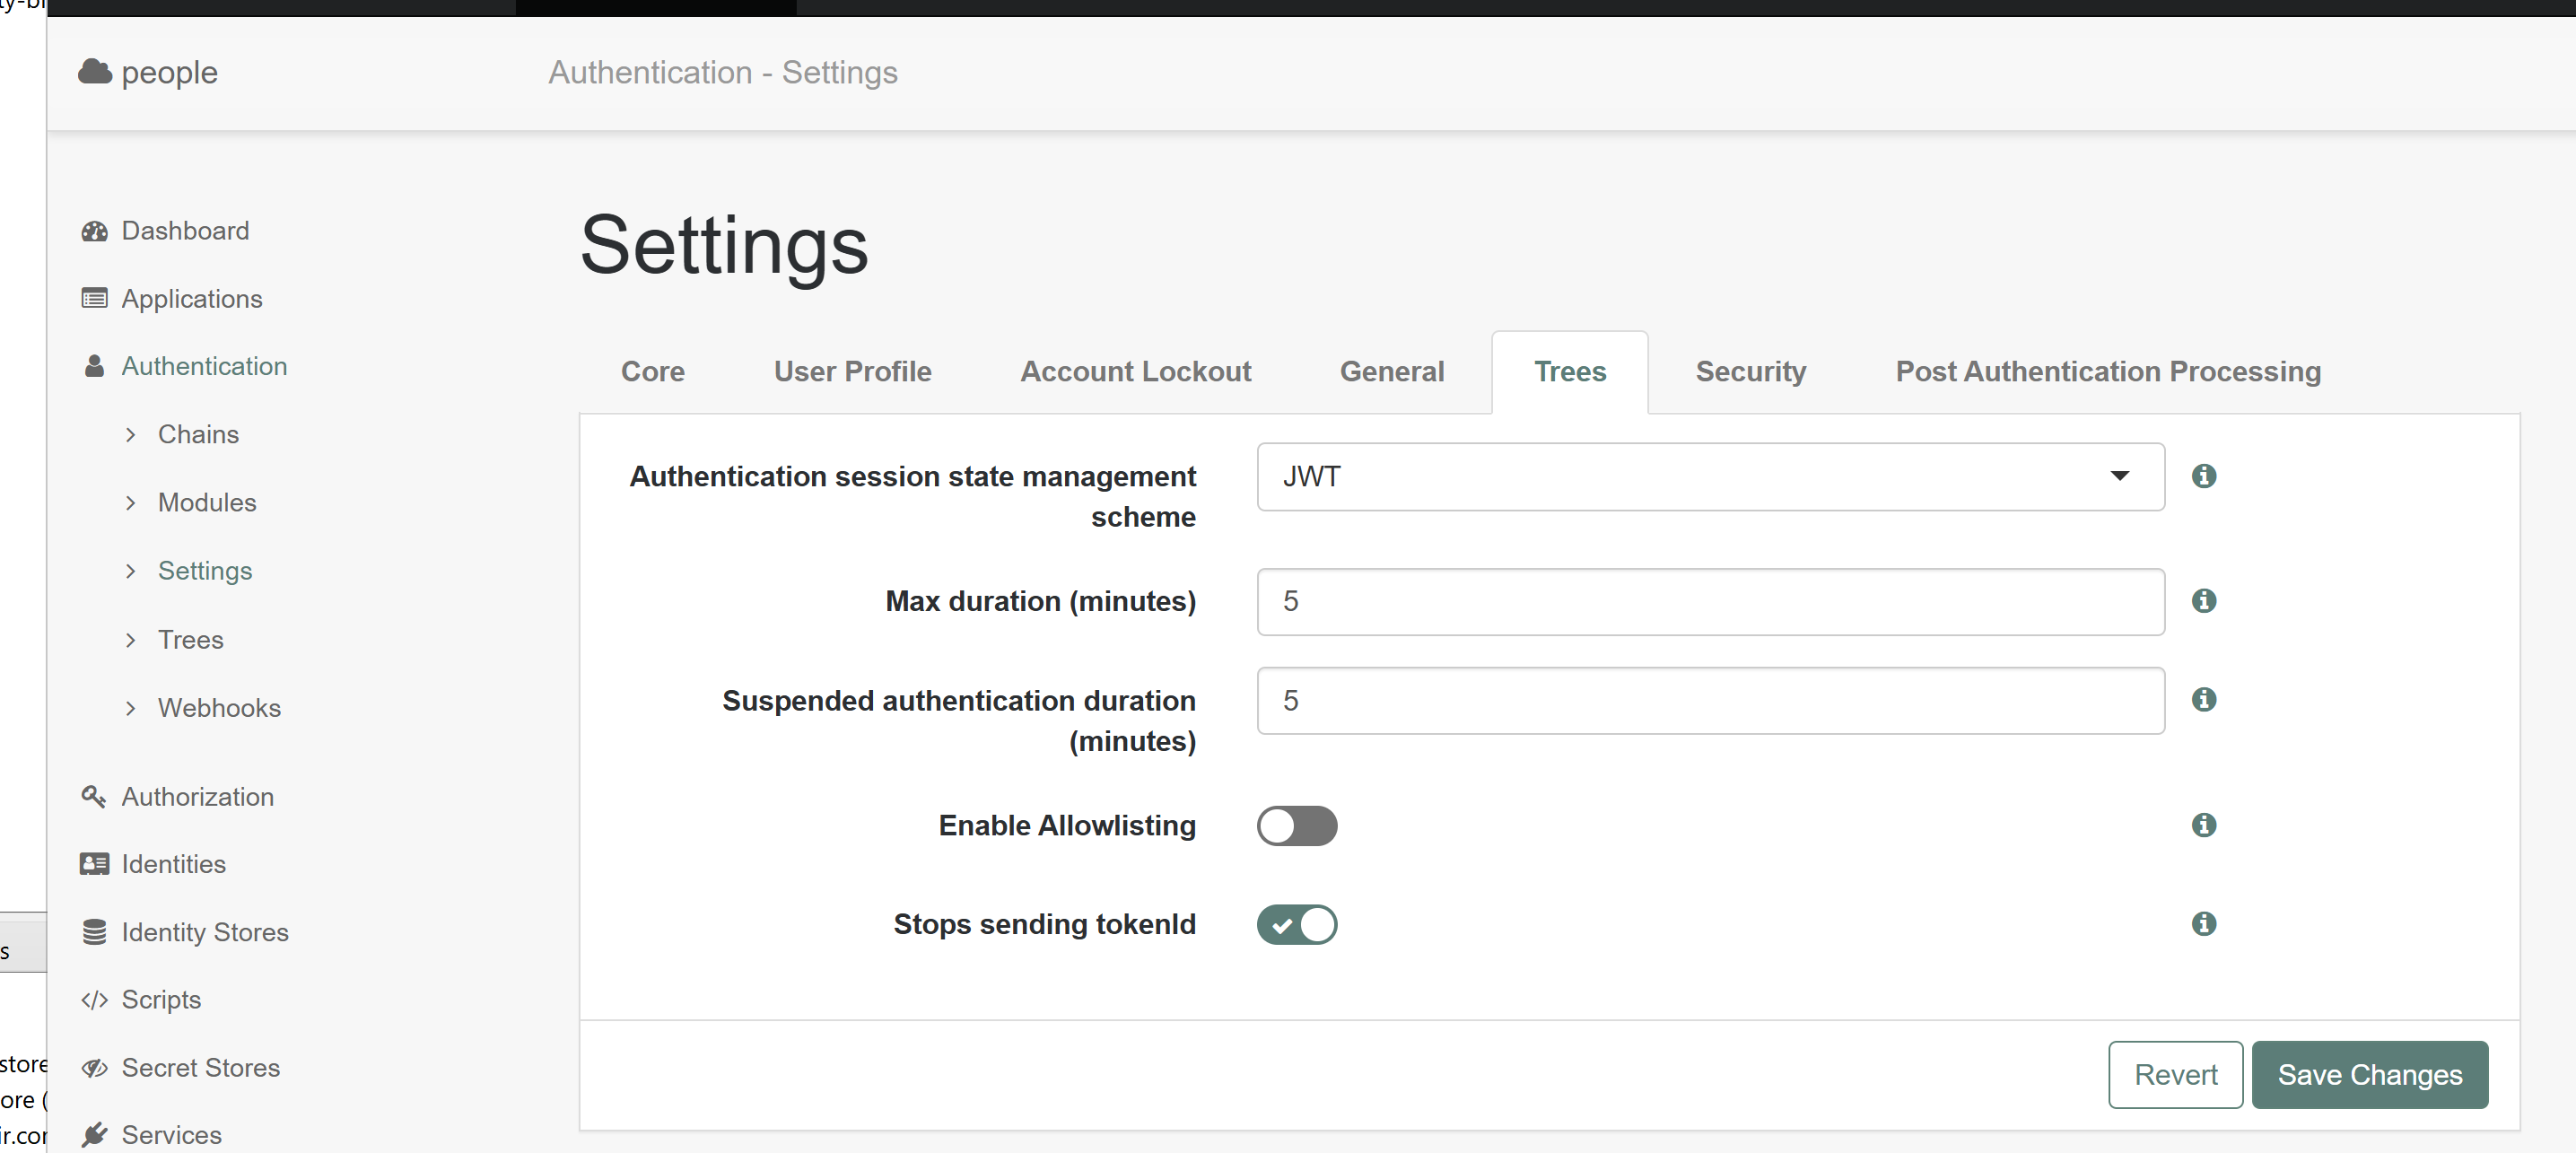 people
Authentication - Settings
Dashboard
Applications
Authentication
Chains
Modules
Settings
Trees
Webhooks
Authorization
Identities
Identity Stores
Scripts
Secret Stores
Services
Settings
Core
User Profile
Account Lockout
General
Trees
Security
Post Authentication Processing
Authentication session state management
scheme
JWT
Max duration (minutes)
5
Suspended authentication duration
(minutes)
5
Enable Allowlisting
Stops sending tokenId
Revert
Save Changes
s
store
ore (